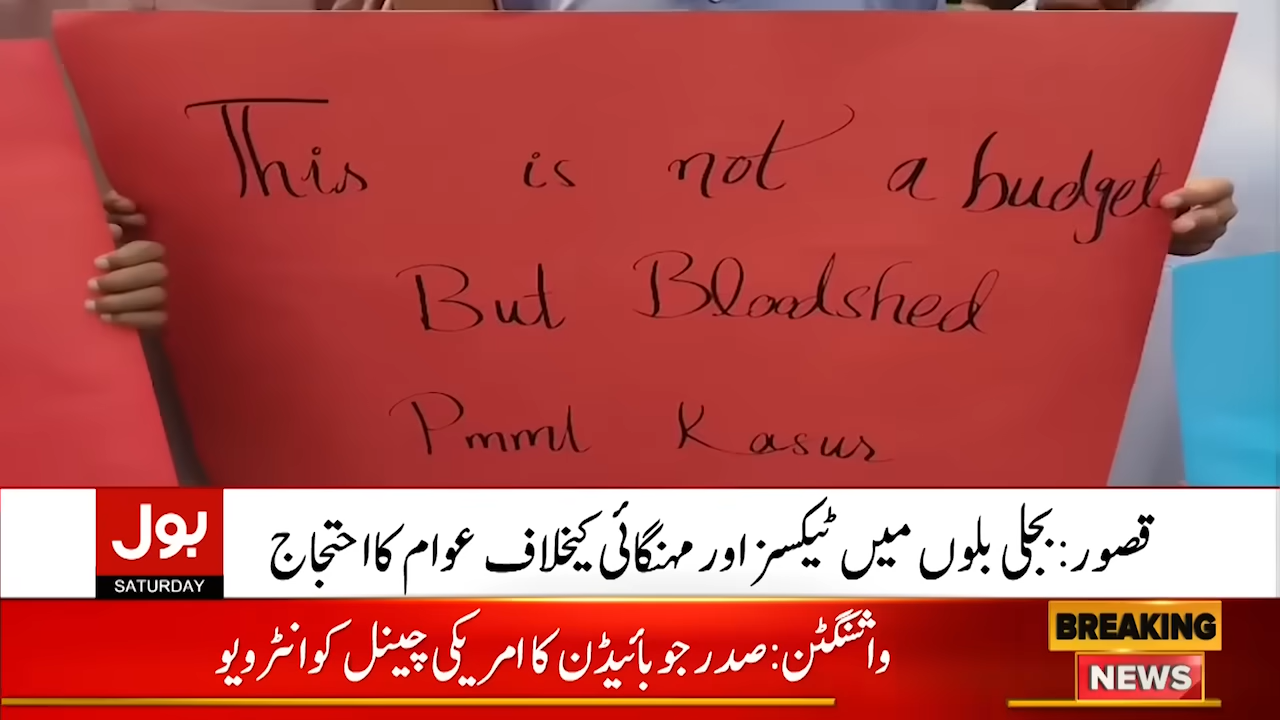 This is not a budget
But Bloodshed
Pmml Kasur
بول
SATURDAY
قصور: بجلی بلوں میں ٹیکسز اور مہنگائی کیخلاف عوام کا احتجاج
واشنگٹن: صدر جو بائیڈن کا امریکی چینل کو انٹرویو
BREAKING
NEWS